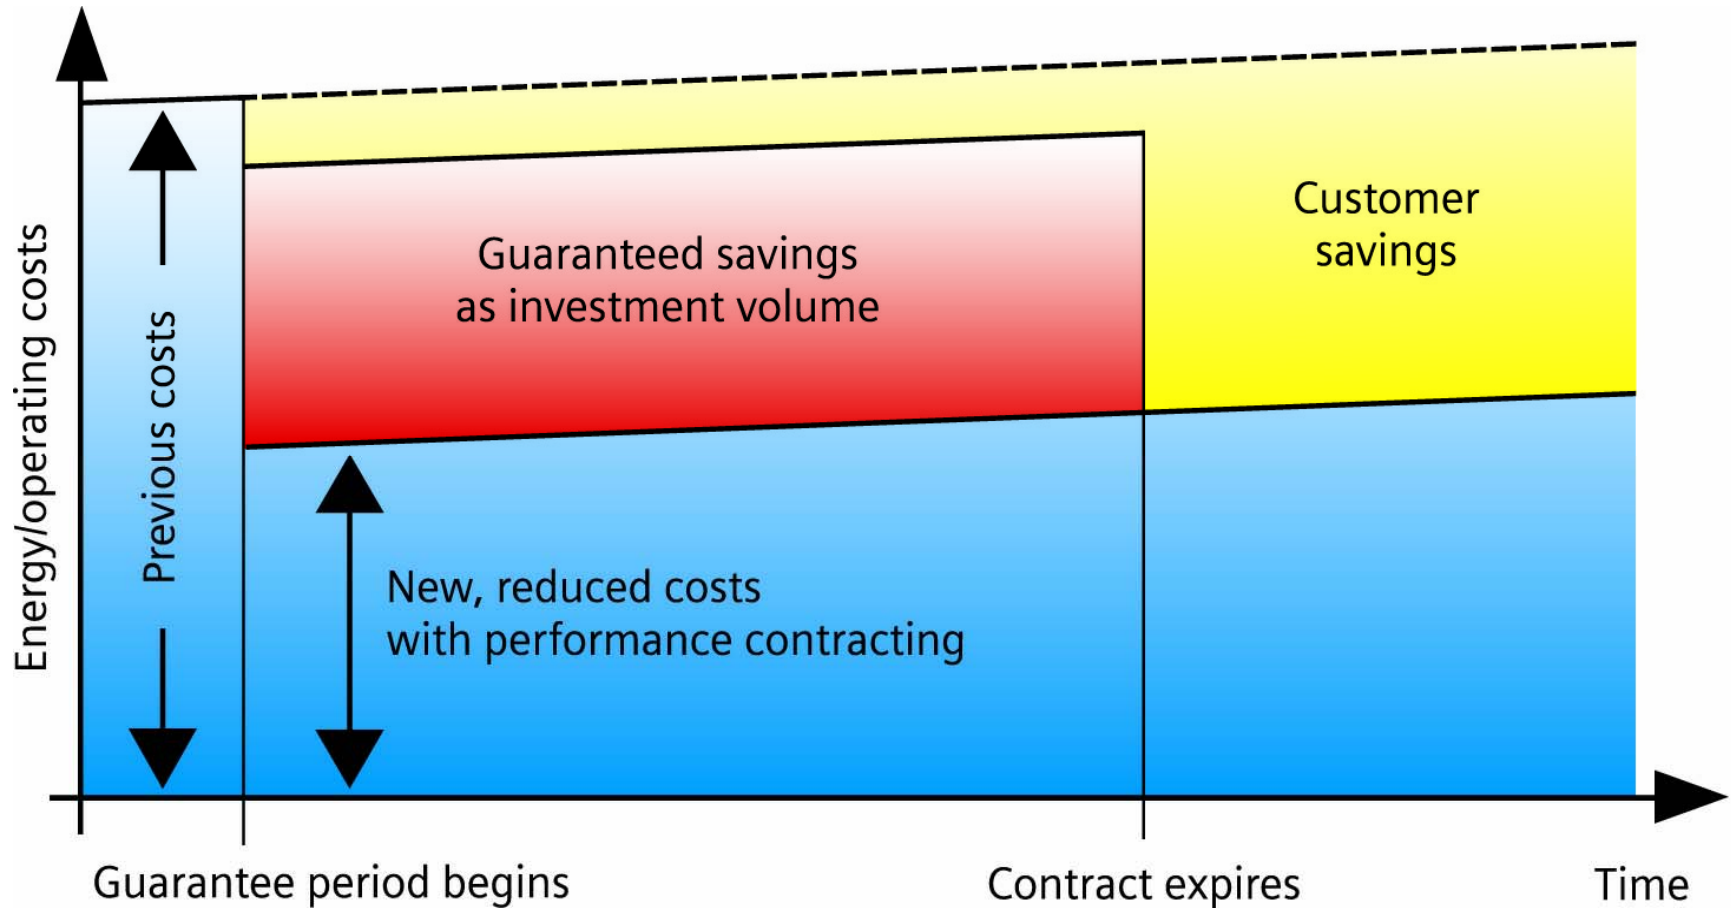 Energy/operating costs
Previous costs
Guaranteed savings
as investment volume
Customer
savings
New, reduced costs
with performance contracting
Guarantee period begins
Contract expires
Time